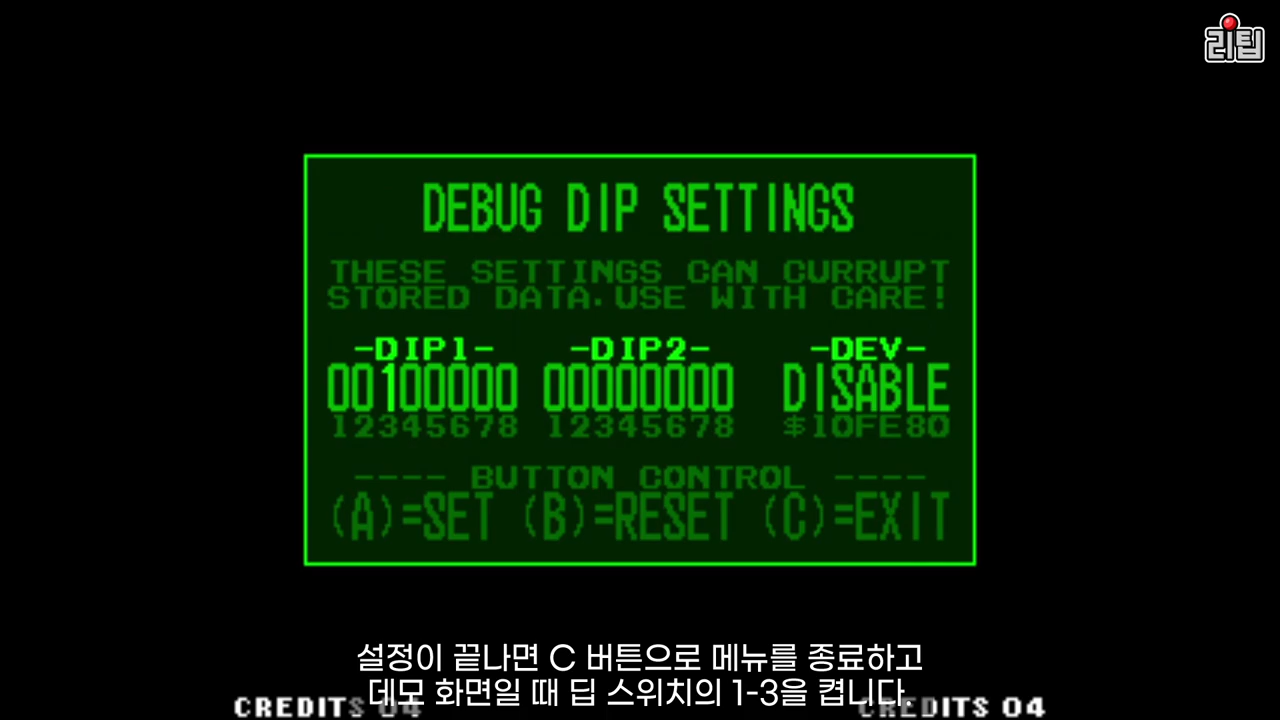 리팁
DEBUG DIP SETTINGS
THESE SETTINGS CAN CURRUPT
STORED DATA.USE WITH CARE!
-DIP1- -DIP2- -DEV-
00100000 00000000 DISABLE
12345678 12345678 $10FE80
---- BUTTON CONTROL ----
(A)=SET (B)=RESET (C)=EXIT
설정이 끝나면 C 버튼으로 메뉴를 종료하고
데모 화면일 때 딥 스위치의 1-3을 켭니다.
CREDITS 04 CREDITS 04